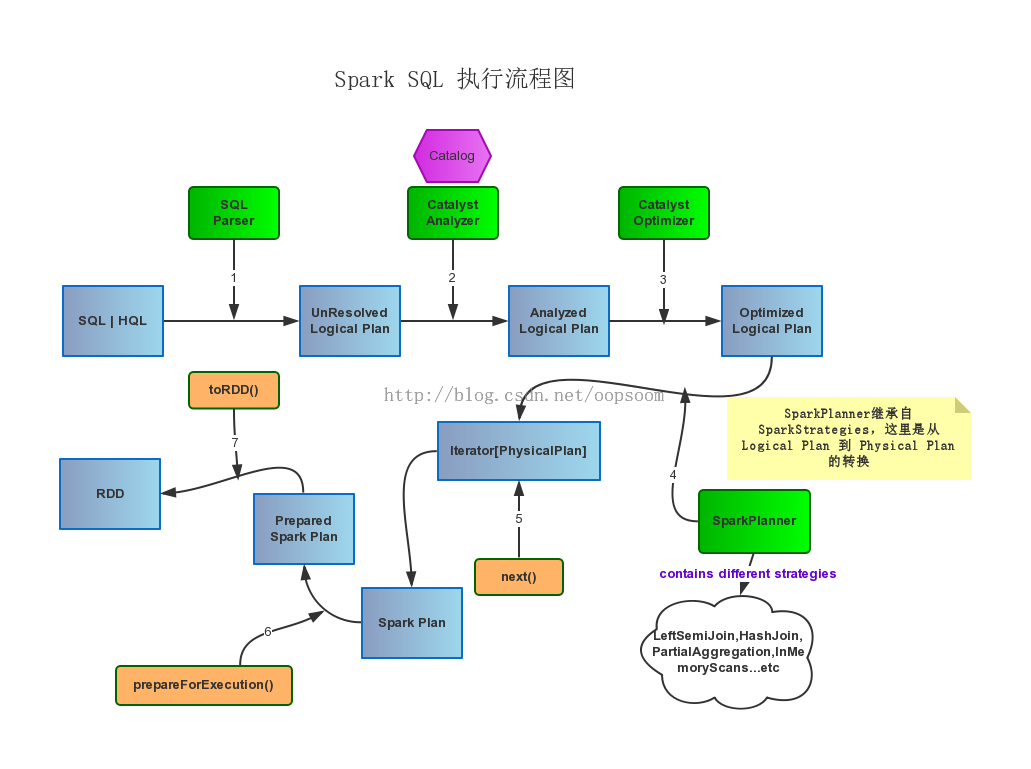 Spark SQL 执行流程图
Catalog
SQL
Parser
Catalyst
Analyzer
Catalyst
Optimizer
1
2
3
SQL | HQL
UnResolved
Logical Plan
Analyzed
Logical Plan
Optimized
Logical Plan
toRDD()
http://blog.csdn.net/oopsoom
SparkPlanner继承自
SparkStrategies, 这里是从
Logical Plan 到 Physical Plan
的转换
7
Iterator[PhysicalPlan]
4
RDD
Prepared
Spark Plan
5
SparkPlanner
next()
contains different strategies
Spark Plan
6
LeftSemiJoin,HashJoin,
PartialAggregation,InMe
moryScans...etc
prepareForExecution()